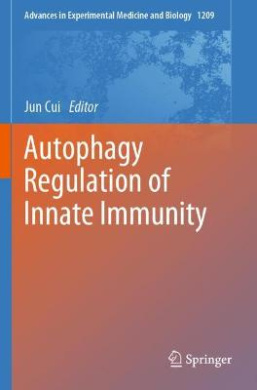 Advances in Experimental Medicine and Biology 1209
Jun Cui Editor
Autophagy
Regulation of
Innate Immunity
Springer